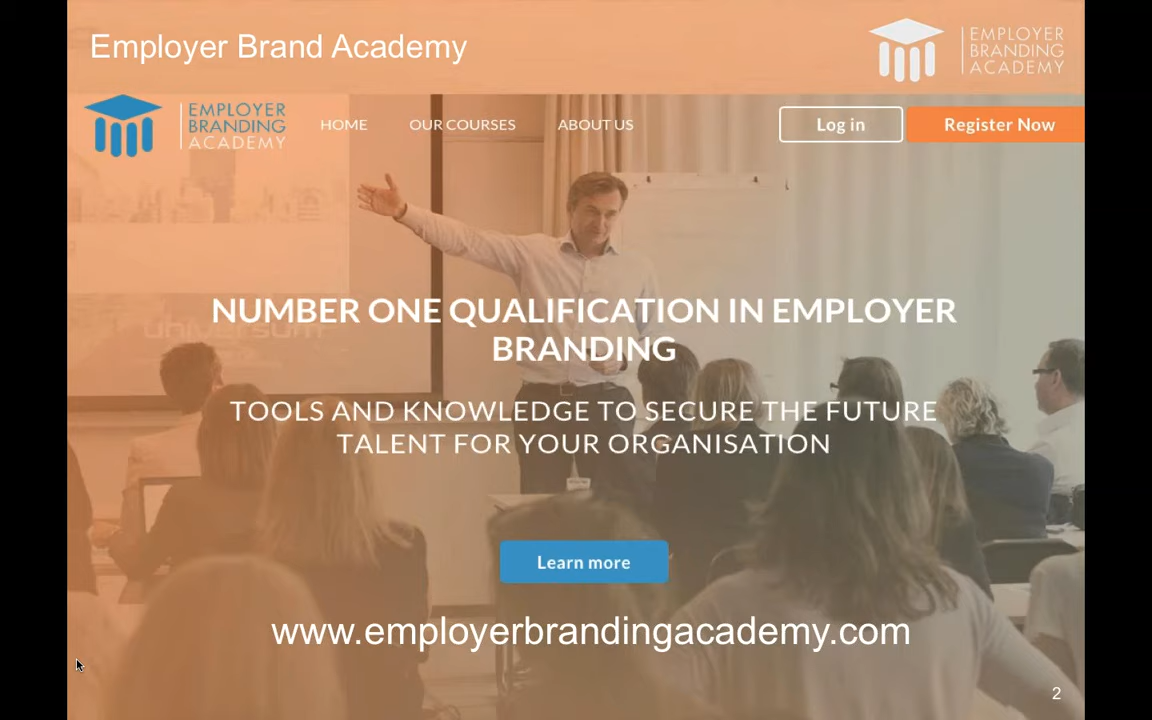 Employer Brand Academy
EMPLOYER
BRANDING
ACADEMY
EMPLOYER
BRANDING
ACADEMY
HOME
OUR COURSES
ABOUT US
Log in
Register Now
universum
NUMBER ONE QUALIFICATION IN EMPLOYER
BRANDING
TOOLS AND KNOWLEDGE TO SECURE THE FUTURE
TALENT FOR YOUR ORGANISATION
Learn more
www.employerbrandingacademy.com
2